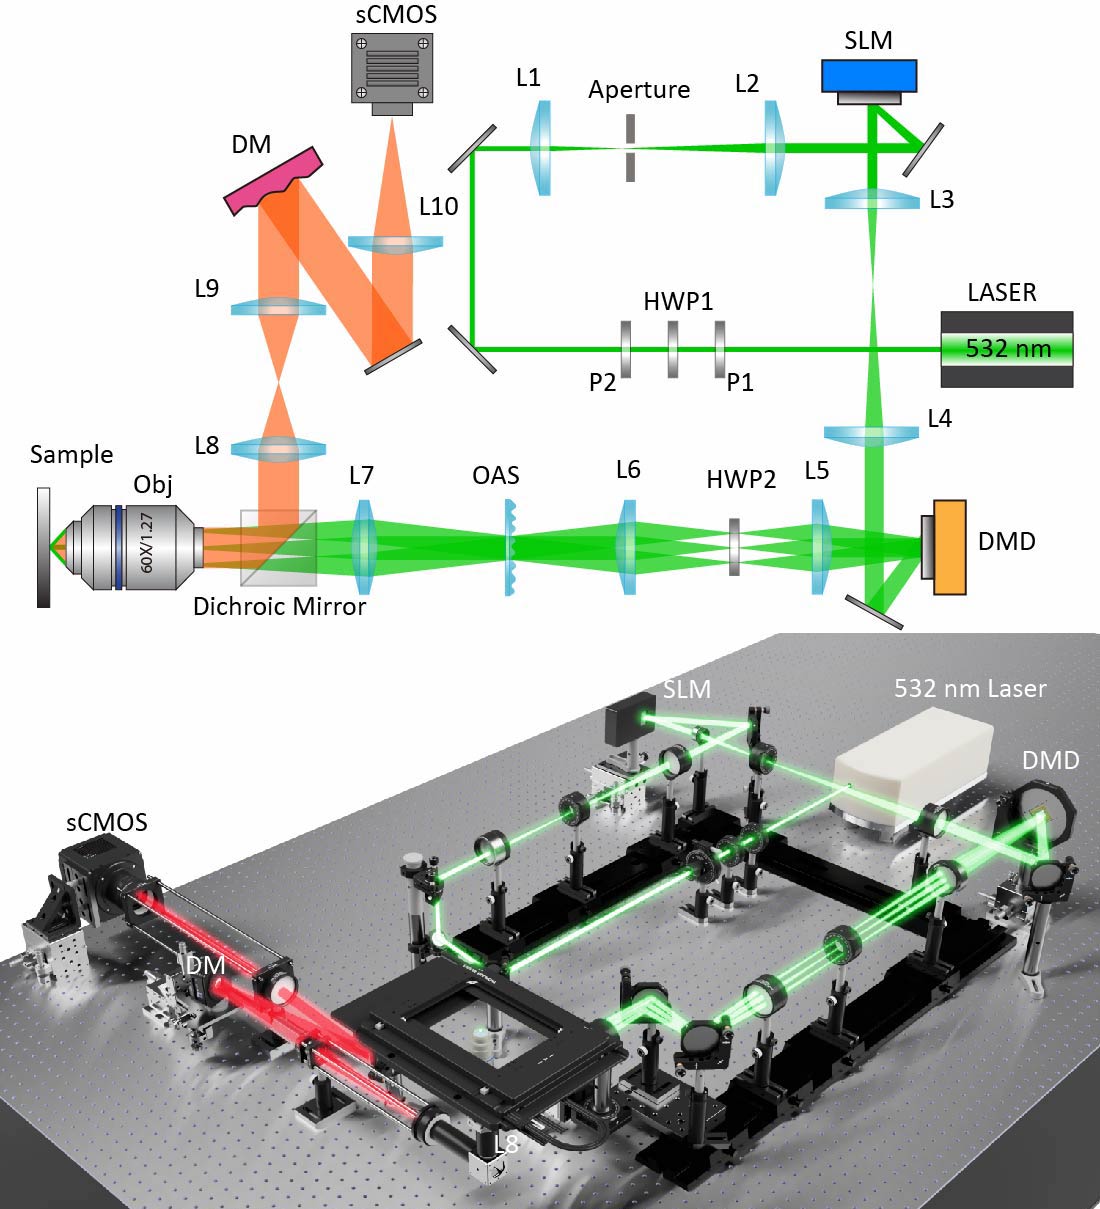 sCMOS
SLM
L1
Aperture
L2
DM
L10
L3
L9
HWP1
LASER
532 nm
P2
P1
L4
Sample
L8
Obj
L7
OAS
L6
HWP2
L5
60X/1.27
DMD
Dichroic Mirror
SLM
532 nm Laser
DMD
sCMOS
DM
L8